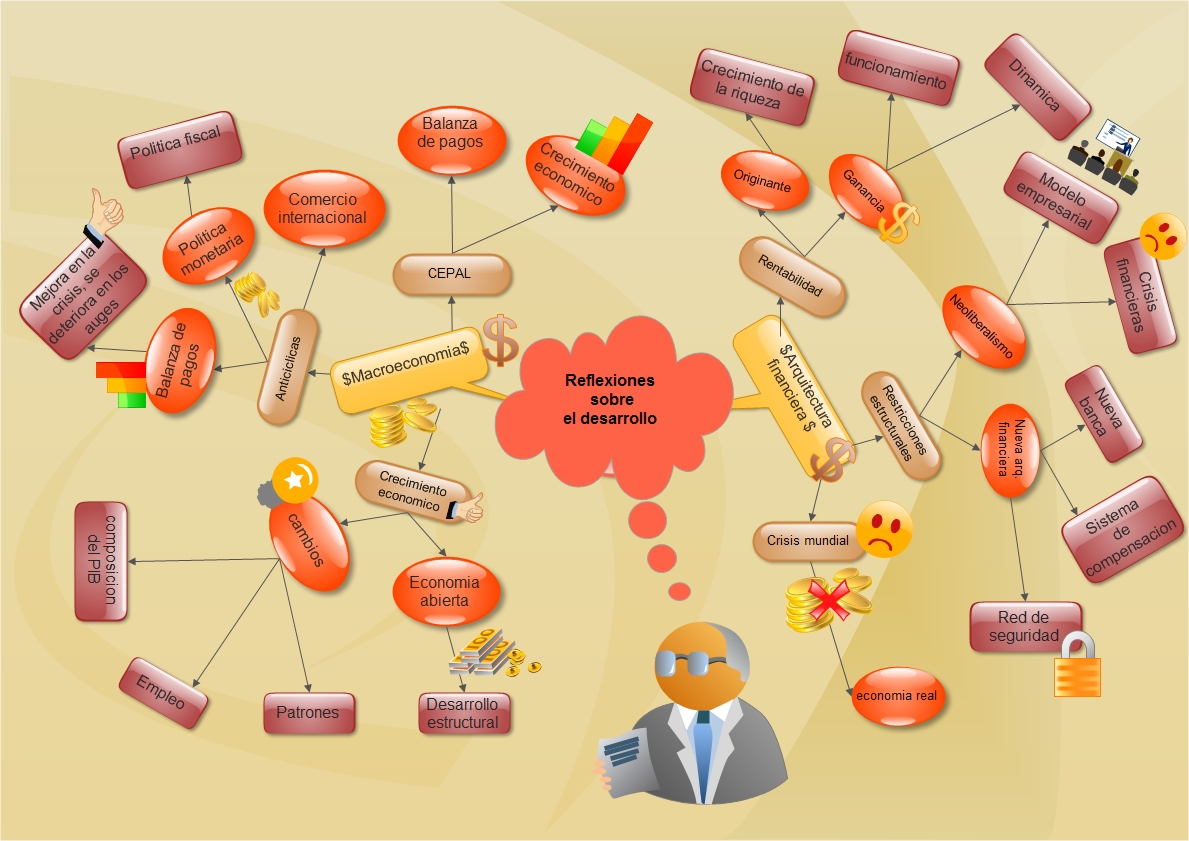 Reflexiones
sobre
el desarrollo
$Macroeconomia$
CEPAL
Balanza
de pagos
Crecimiento
economico
Anticiclicas
Comercio
internacional
Politica
monetaria
Politica fiscal
Balanza de
pagos
Mejora en la
crisis, se
deteriora en los
auges
Crecimiento
economico
cambios
composicion
del PIB
Empleo
Patrones
Economia
abierta
100
100
Desarrollo
estructural
$Arquitectura
financiera $
Rentabilidad
Originante
Crecimiento de
la riqueza
Ganancia
funcionamiento
Dinamica
Restricciones
estructurales
Neoliberalismo
Modelo
empresarial
Crisis
financieras
Nueva arq.
financiera
Nueva
banca
Sistema
de
compensacion
Red de
seguridad
Crisis mundial
economia real